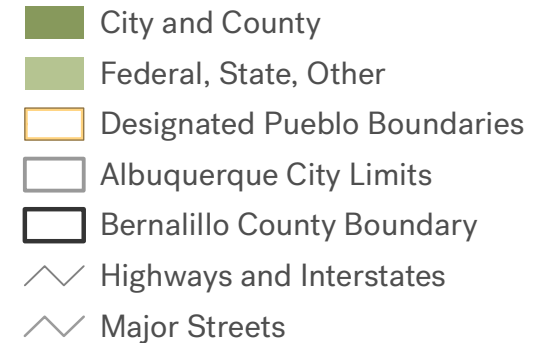 City and County
Federal, State, Other
Designated Pueblo Boundaries
Albuquerque City Limits
Bernalillo County Boundary
Highways and Interstates
Major Streets